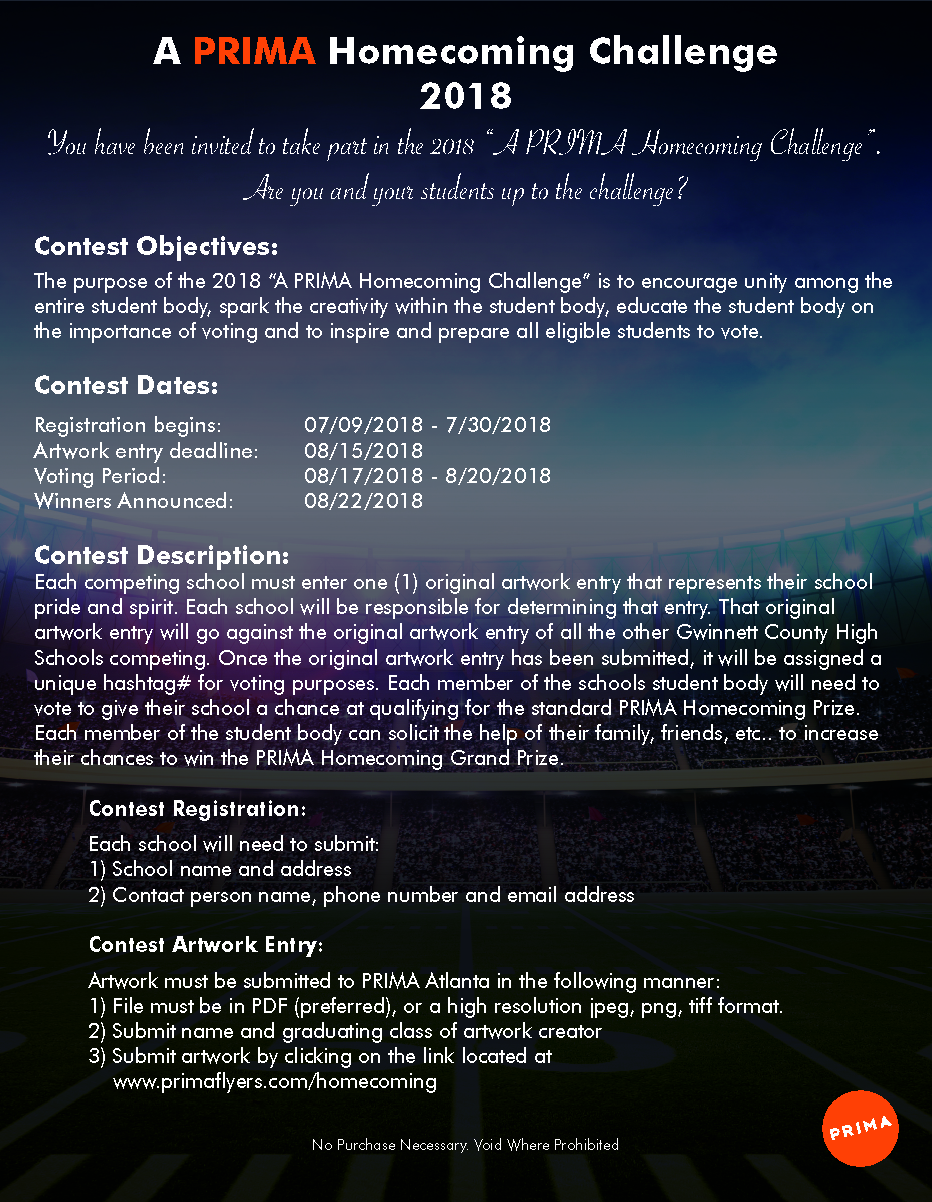 A PRIMA Homecoming Challenge
2018
You have been invited to take part in the 2018 “A PRIMA Homecoming Challenge”.
Are you and your students up to the challenge?
Contest Objectives:
The purpose of the 2018 “A PRIMA Homecoming Challenge” is to encourage unity among the
entire student body, spark the creativity within the student body, educate the student body on
the importance of voting and to inspire and prepare all eligible students to vote.
Contest Dates:
Registration begins: 07/09/2018 - 7/30/2018
Artwork entry deadline: 08/15/2018
Voting Period: 08/17/2018 - 8/20/2018
Winners Announced: 08/22/2018
Contest Description:
Each competing school must enter one (1) original artwork entry that represents their school
pride and spirit. Each school will be responsible for determining that entry. That original
artwork entry will go against the original artwork entry of all the other Gwinnett County High
Schools competing. Once the original artwork entry has been submitted, it will be assigned a
unique hashtag# for voting purposes. Each member of the schools student body will need to
vote to give their school a chance at qualifying for the standard PRIMA Homecoming Prize.
Each member of the student body can solicit the help of their family, friends, etc.. to increase
their chances to win the PRIMA Homecoming Grand Prize.
Contest Registration:
Each school will need to submit:
1) School name and address
2) Contact person name, phone number and email address
Contest Artwork Entry:
Artwork must be submitted to PRIMA Atlanta in the following manner:
1) File must be in PDF (preferred), or a high resolution jpeg, png, tiff format.
2) Submit name and graduating class of artwork creator
3) Submit artwork by clicking on the link located at
www.primaflyers.com/homecoming
PRIMA
No Purchase Necessary. Void Where Prohibited